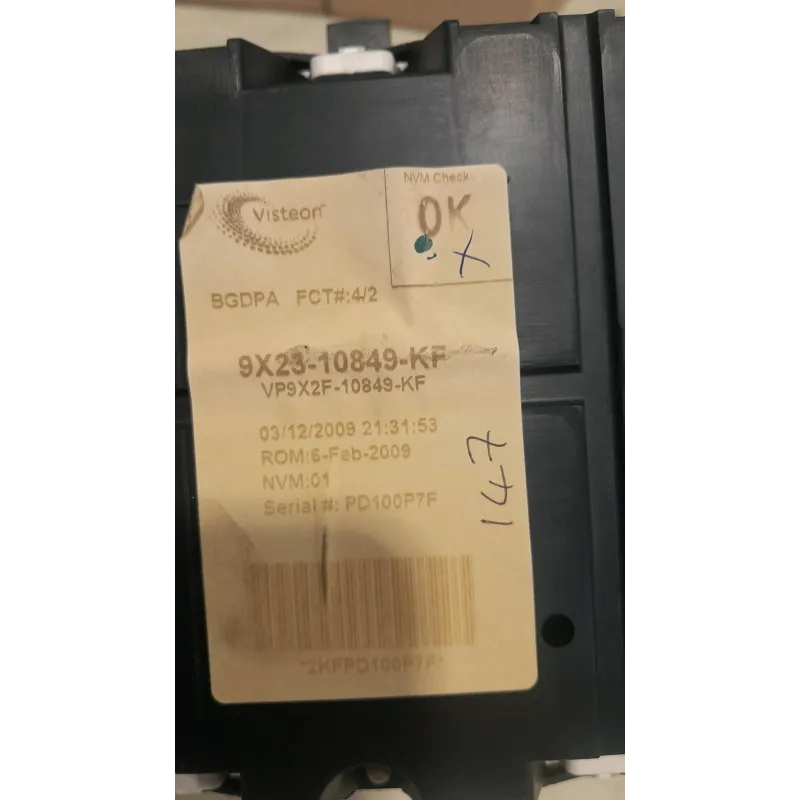 NVM Check
OK
X
Visteon
BGDPA FCT#:4/2
9X23-10849-KF
VP9X2F-10849-KF
03/12/2009 21:31:53
ROM:6-Feb-2009
NVM:01
Serial #: PD100P7F
147
*2KFPD100P7F*